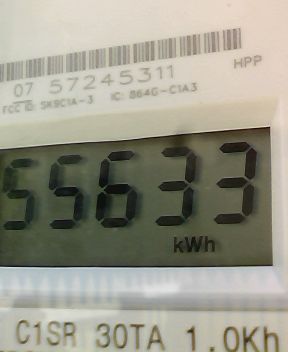 07 57245311
HPP
FCC ID: SK9C1A-3 IC: 864G-C1A3
55633
kWh
C1SR 30TA 1.0Kh